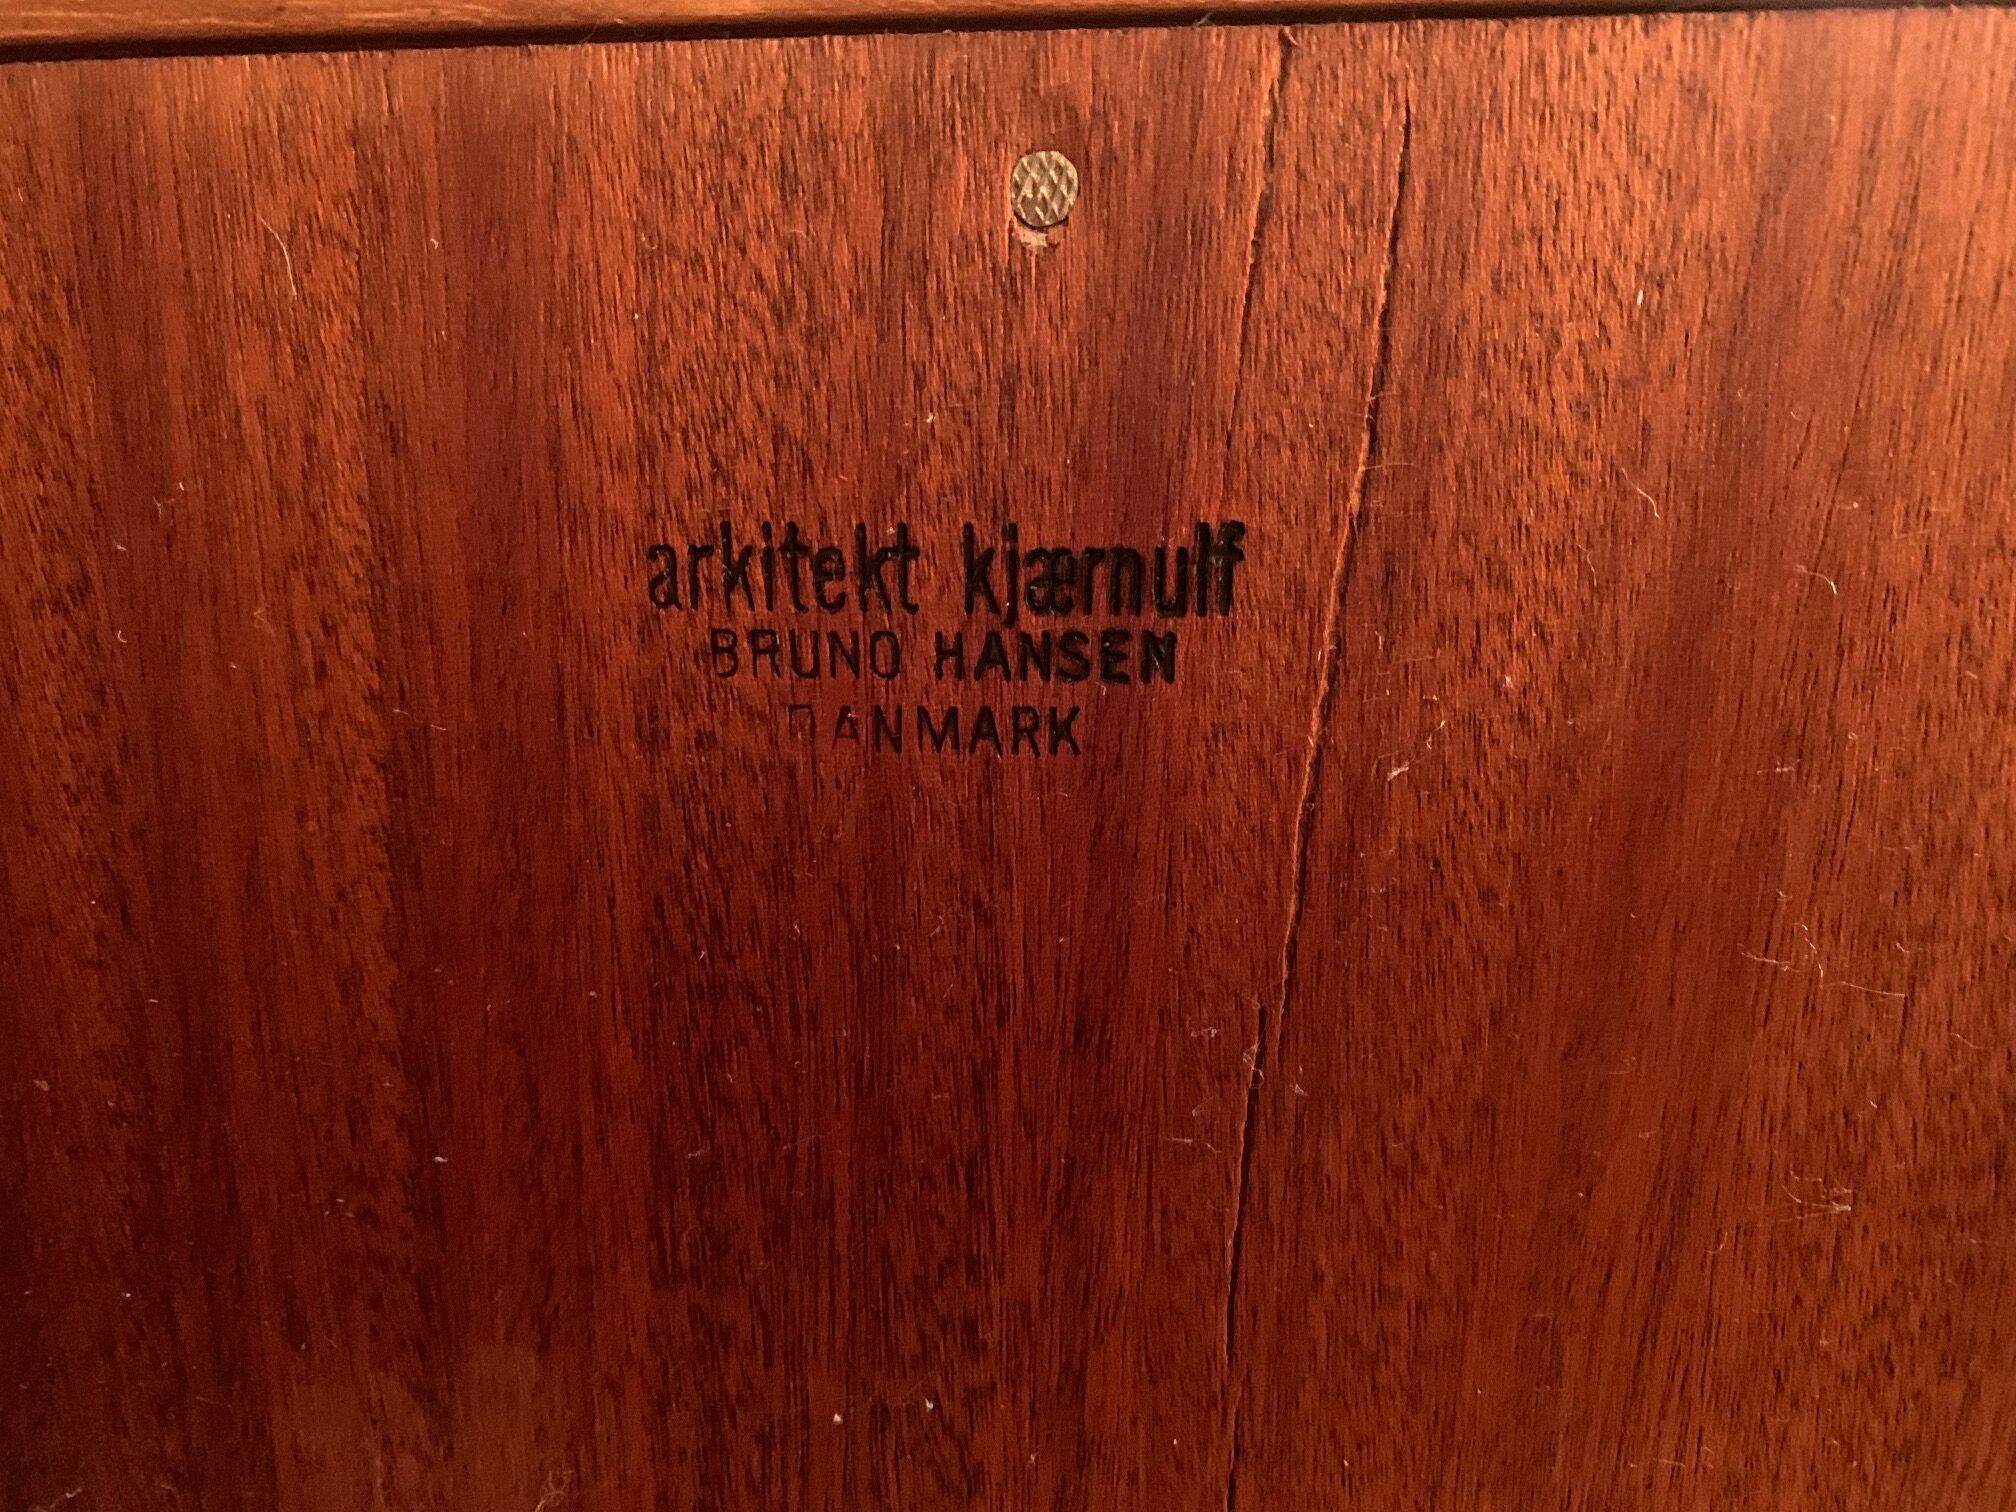 arkitekt kjærnulf
BRUNO HANSEN
DANMARK